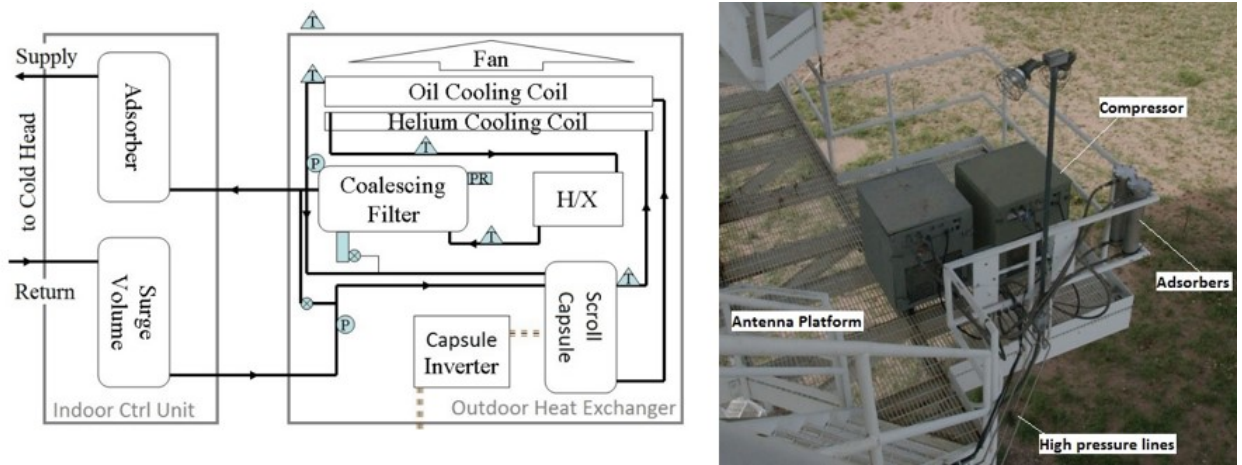 T
Fan
T
Oil Cooling Coil
Helium Cooling Coil
Supply
Adsorber
to Cold Head
P
T
Coalescing
Filter
PR
H/X
T
Return
Surge
Volume
P
Scroll
Capsule
T
Capsule
Inverter
Indoor Ctrl Unit
Outdoor Heat Exchanger
Compressor
Adsorbers
Antenna Platform
High pressure lines